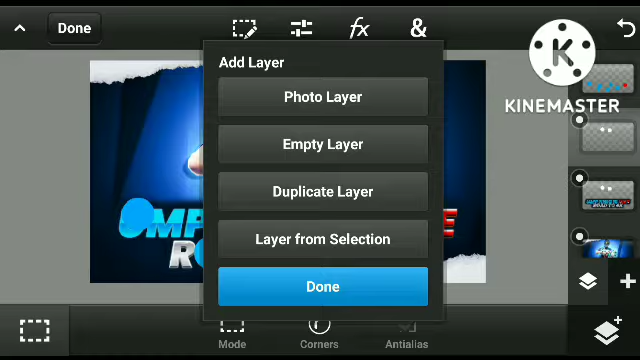 Done
fx
&
K
KINEMASTER
Add Layer
Photo Layer
Empty Layer
Duplicate Layer
Layer from Selection
Done
Mode
Corners
Antialias